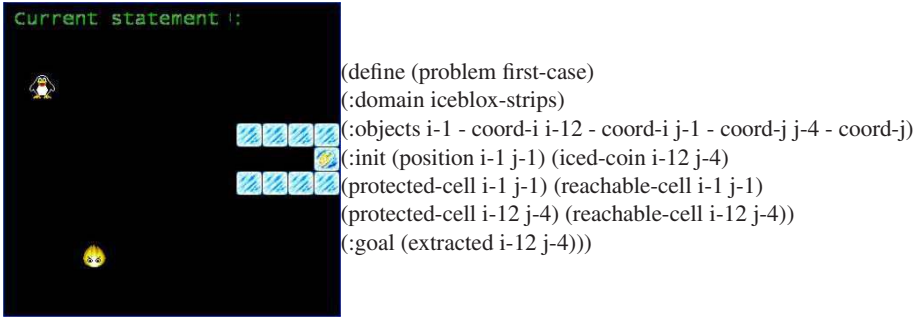 Current statement :
(define (problem first-case)
(:domain iceblox-strips)
(:objects i-1 - coord-i i-12 - coord-i j-1 - coord-j j-4 - coord-j)
(:init (position i-1 j-1) (iced-coin i-12 j-4)
(protected-cell i-1 j-1) (reachable-cell i-1 j-1)
(protected-cell i-12 j-4) (reachable-cell i-12 j-4))
(:goal (extracted i-12 j-4)))